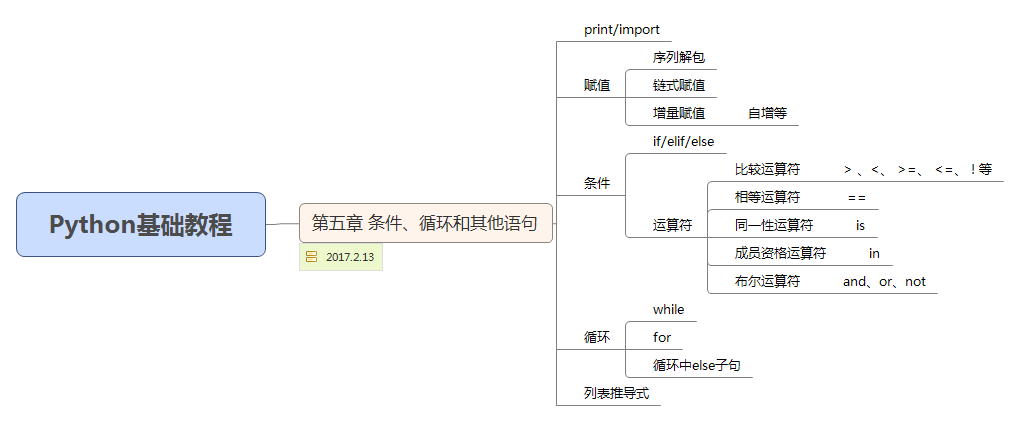 Python基础教程
第五章 条件、循环和其他语句
2017.2.13
print/import
赋值
序列解包
链式赋值
增量赋值 自增等
条件
if/elif/else
运算符
比较运算符 > 、<、 >=、 <=、 ! 等
相等运算符 ==
同一性运算符 is
成员资格运算符 in
布尔运算符 and、or、not
循环
while
for
循环中else子句
列表推导式